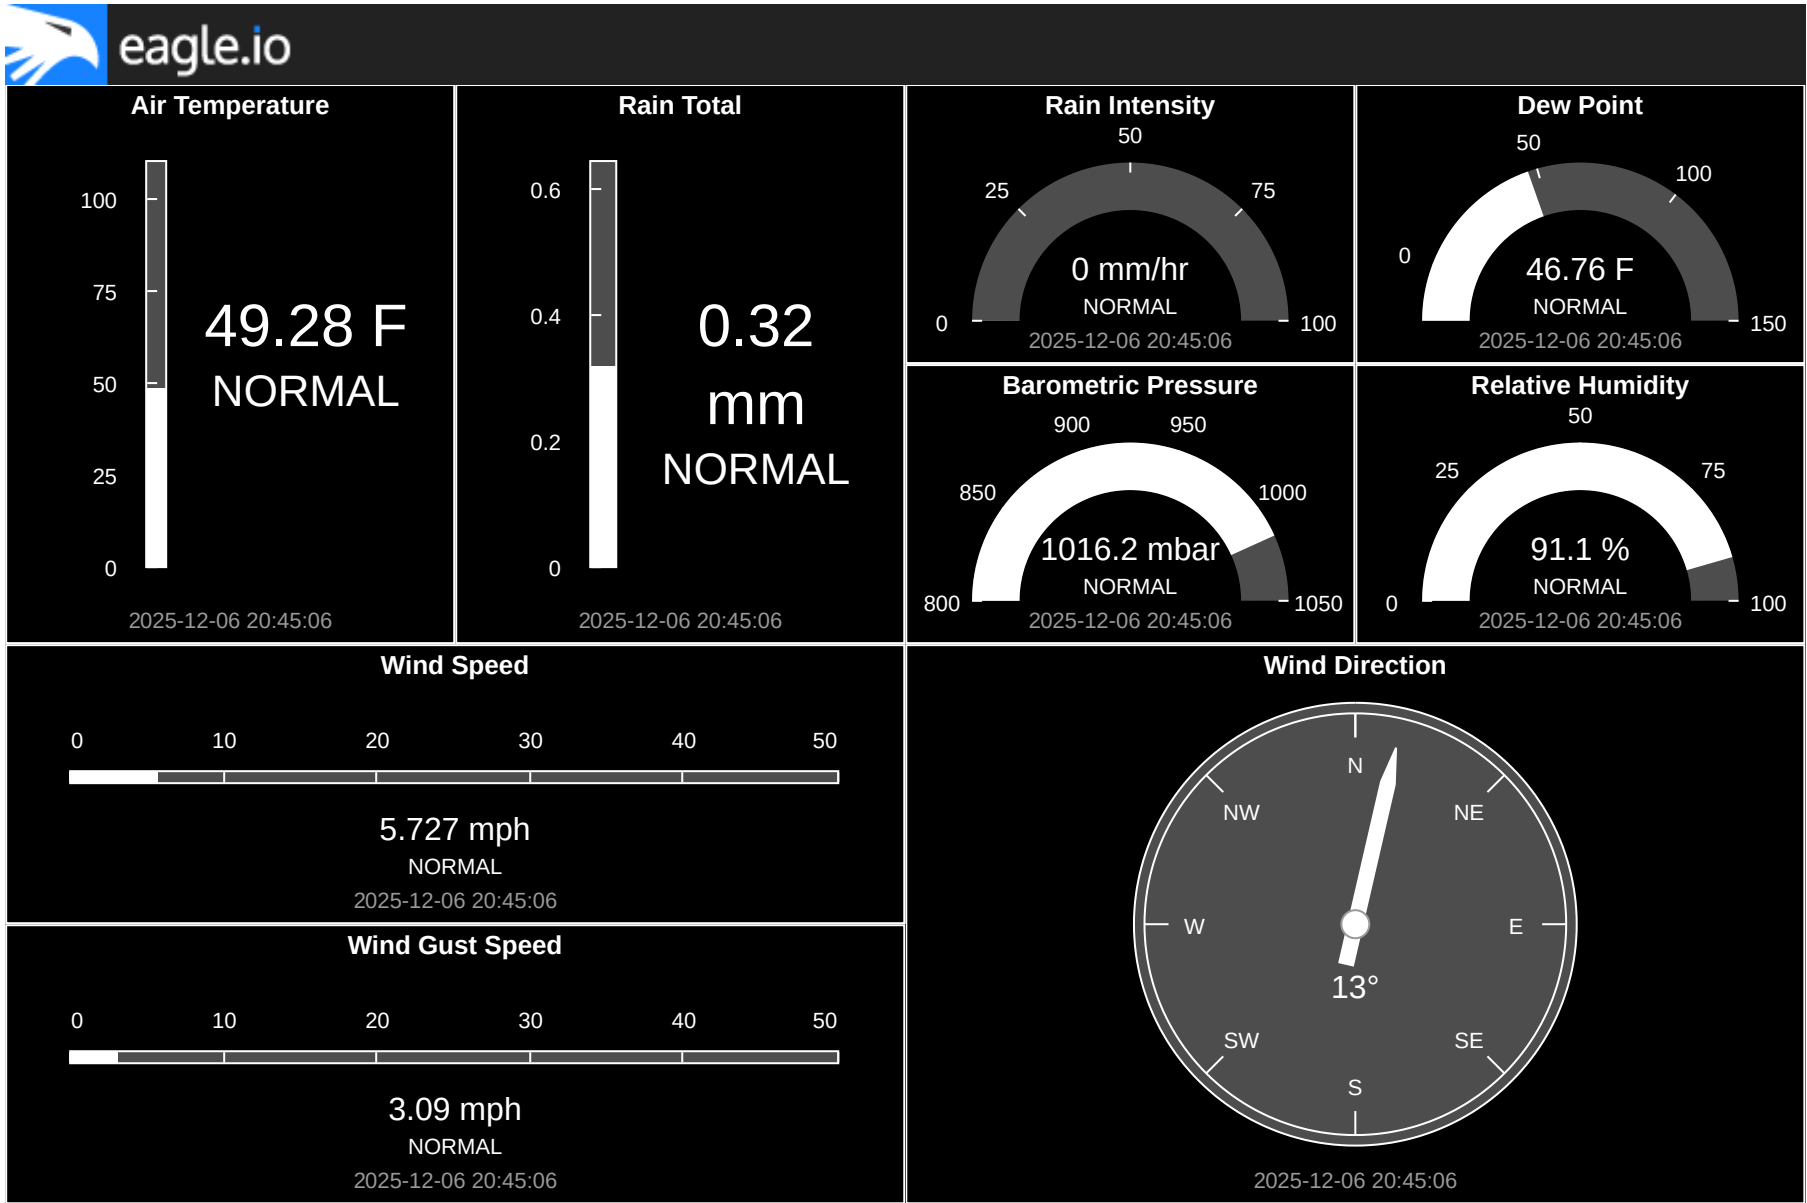 eagle.io
Air Temperature
100
75
50
25
0
49.28 F
NORMAL
2025-12-06 20:45:06
Rain Total
0.6
0.4
0.2
0
0.32
mm
NORMAL
2025-12-06 20:45:06
Rain Intensity
50
25
75
0
100
0 mm/hr
NORMAL
2025-12-06 20:45:06
Dew Point
50
100
0
150
46.76 F
NORMAL
2025-12-06 20:45:06
Barometric Pressure
900
950
850
1000
800
1050
1016.2 mbar
NORMAL
2025-12-06 20:45:06
Relative Humidity
50
25
75
0
100
91.1 %
NORMAL
2025-12-06 20:45:06
Wind Speed
0 10 20 30 40 50
5.727 mph
NORMAL
2025-12-06 20:45:06
Wind Gust Speed
0 10 20 30 40 50
3.09 mph
NORMAL
2025-12-06 20:45:06
Wind Direction
N
NW NE
W E
13°
SW SE
S
2025-12-06 20:45:06